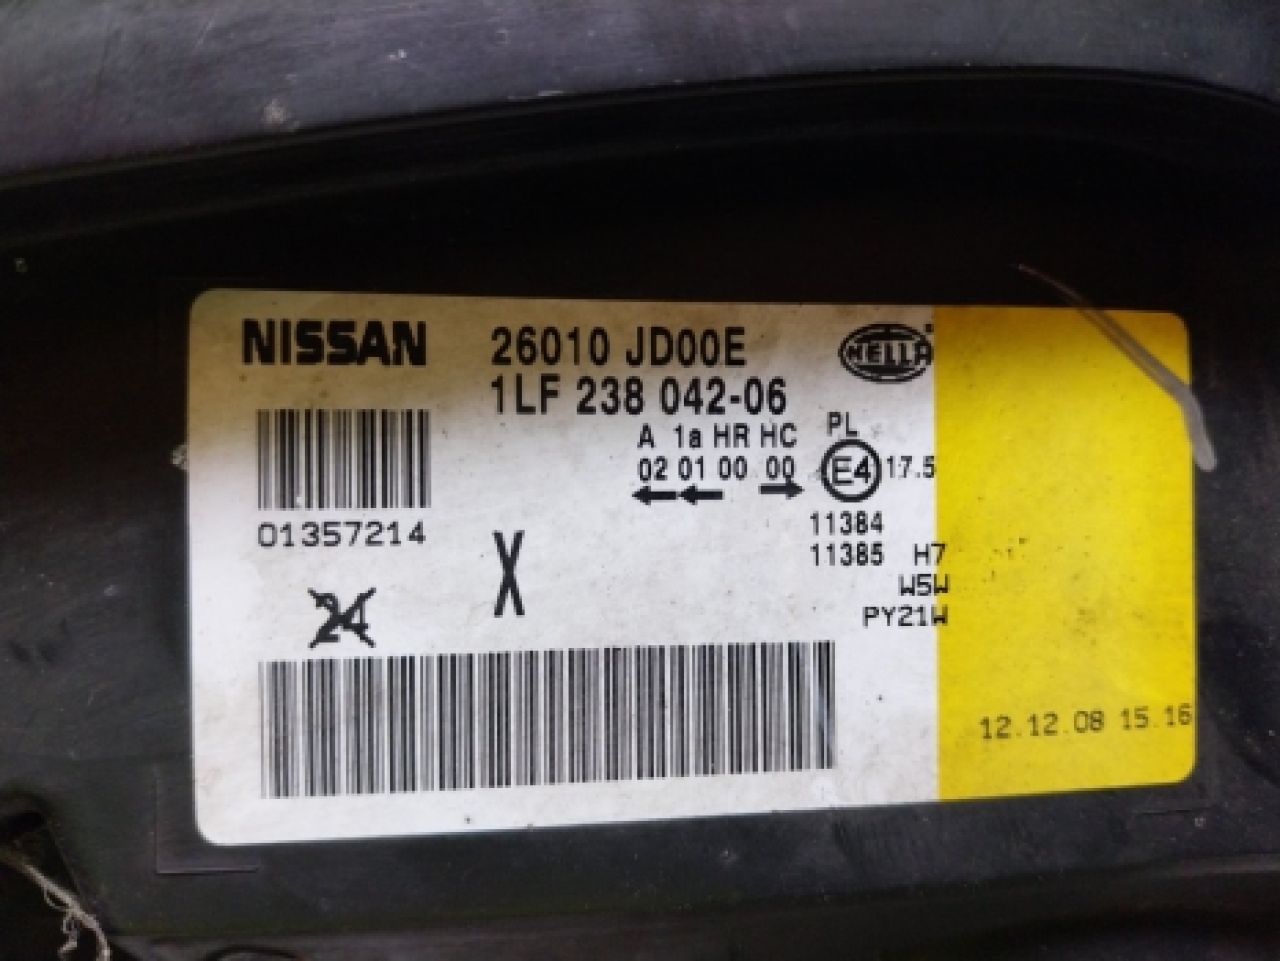 NISSAN 26010 JD00E HELLA
1LF 238 042-06
A 1a HR HC PL
02 01 00 00 E4 17.5
01357214
11384
11385 H7
X
W5W
24
PY21W
12.12.08 15.16